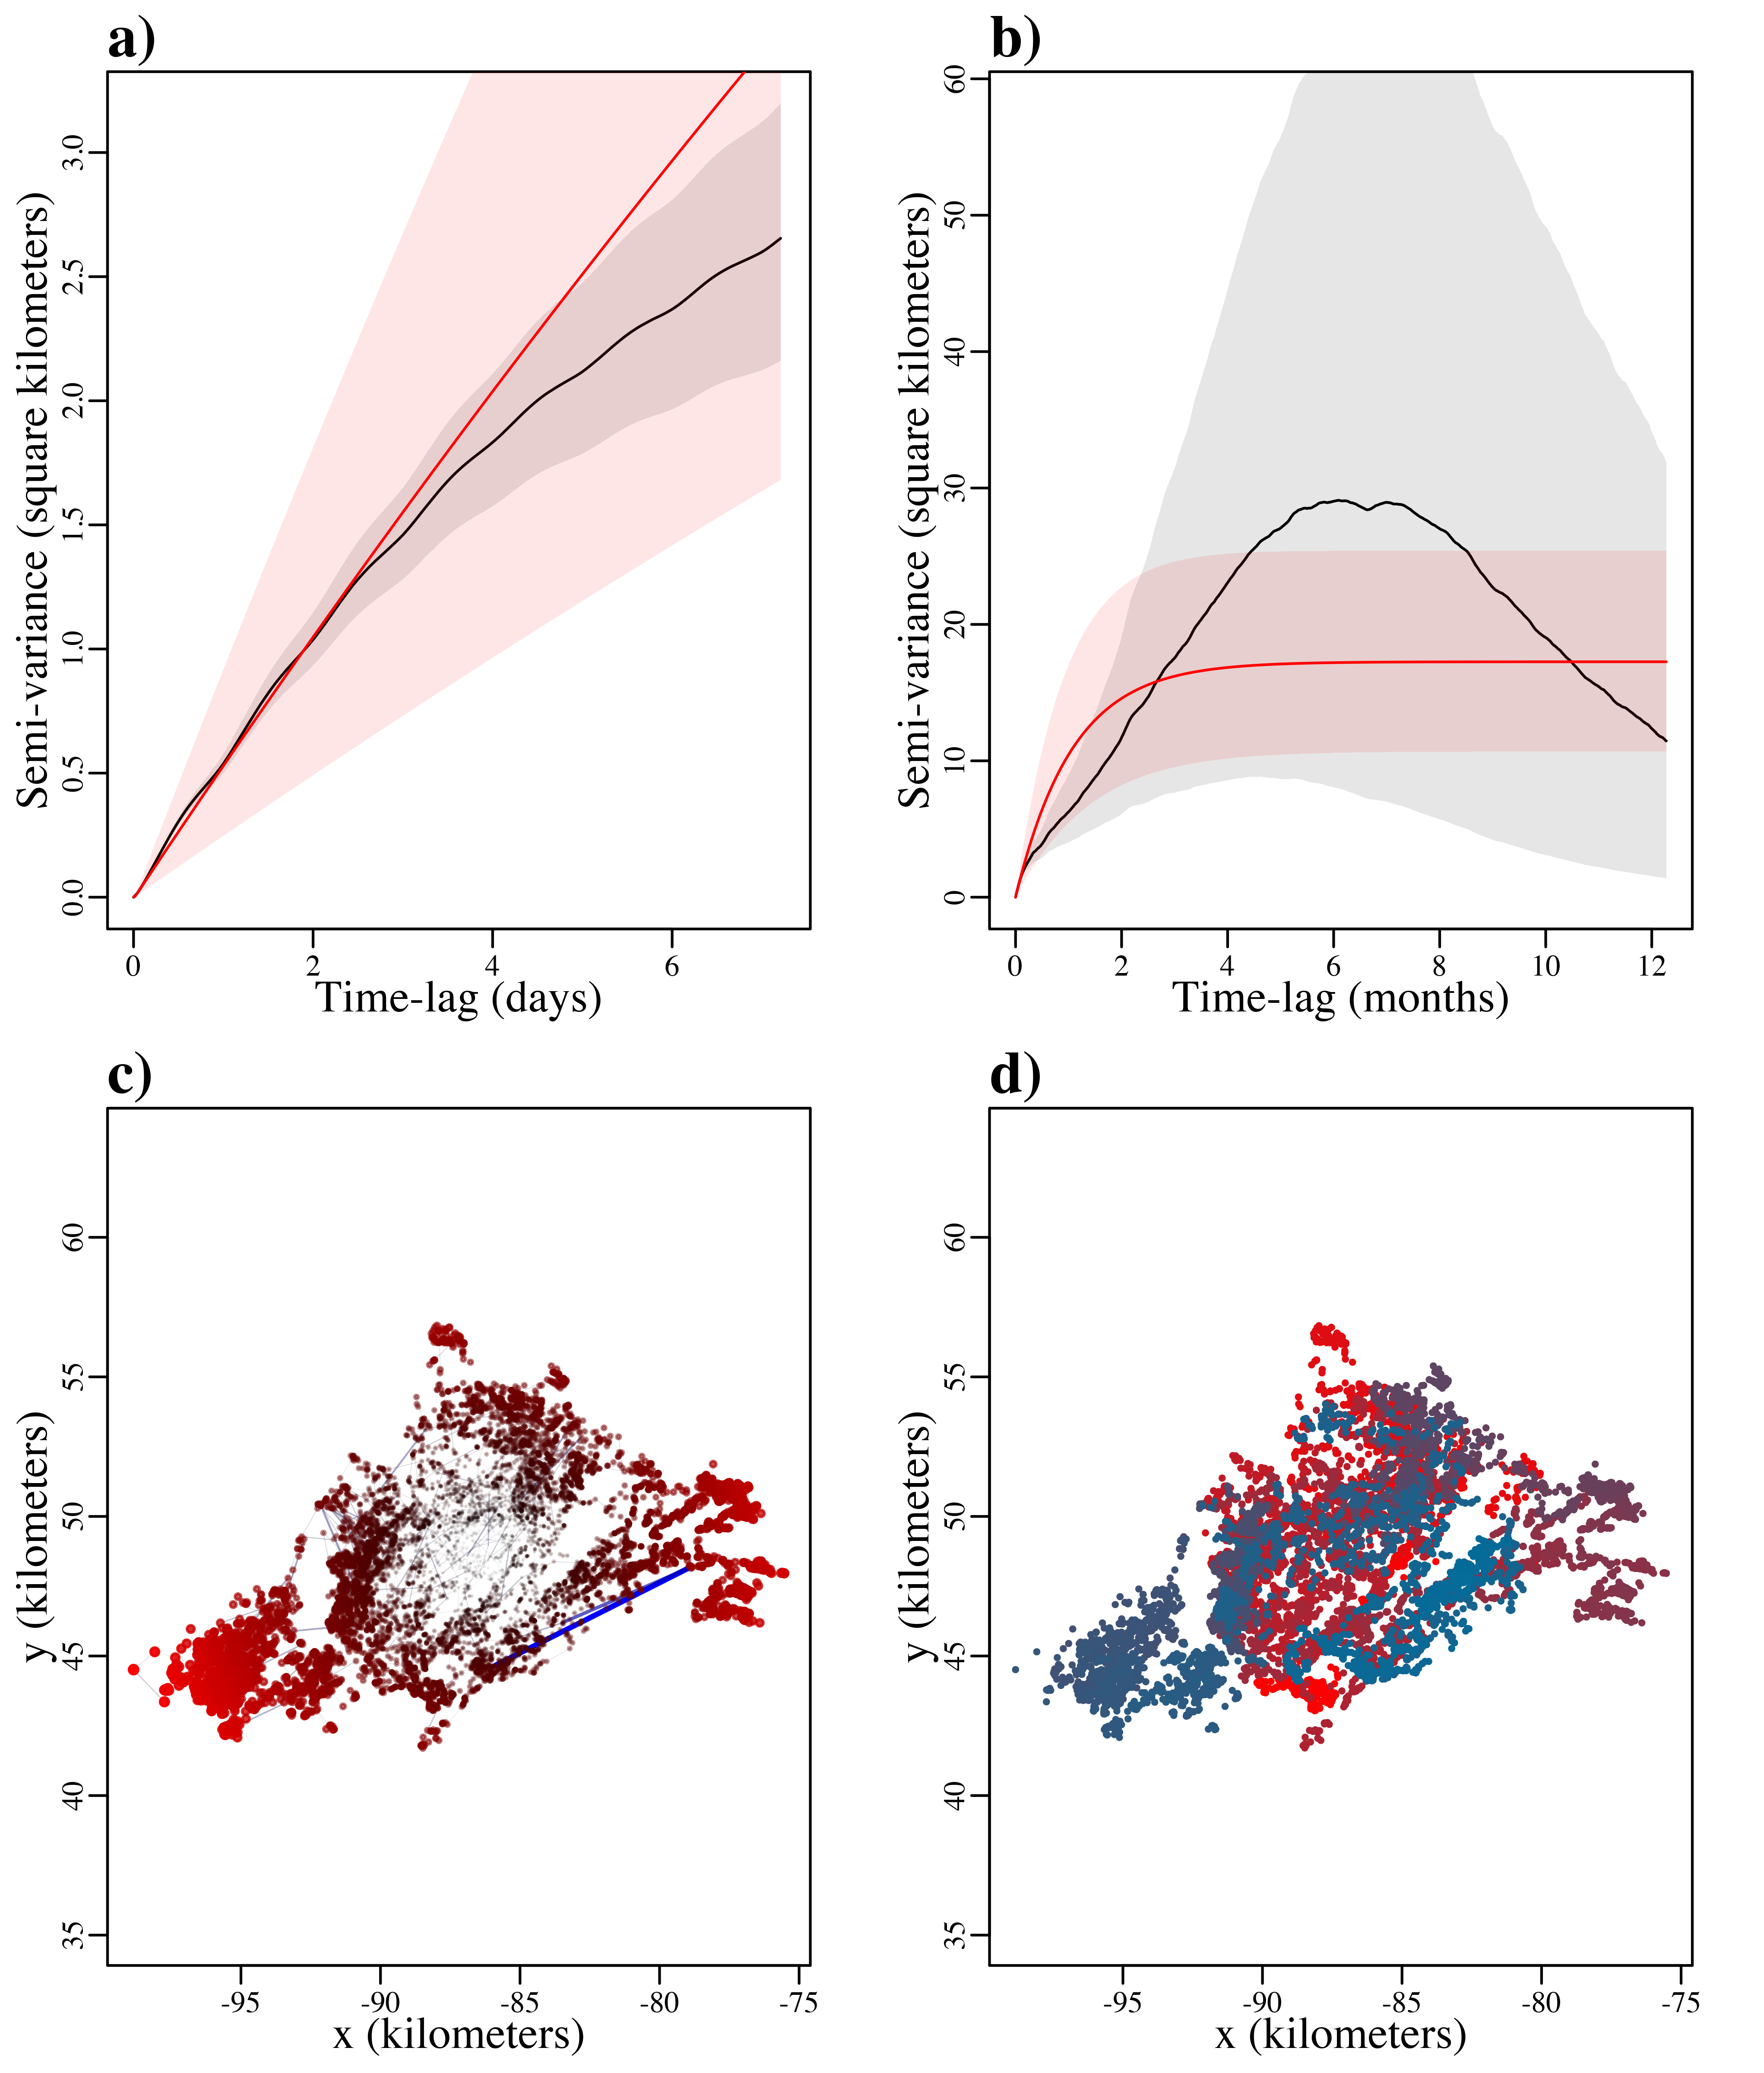 a)
Semi-variance (square kilometers)
0.0 0.5 1.0 1.5 2.0 2.5 3.0
0 2 4 6
Time-lag (days)
b)
Semi-variance (square kilometers)
0 10 20 30 40 50 60
0 2 4 6 8 10 12
Time-lag (months)
c)
y (kilometers)
35 40 45 50 55 60
-95 -90 -85 -80 -75
x (kilometers)
d)
y (kilometers)
35 40 45 50 55 60
-95 -90 -85 -80 -75
x (kilometers)